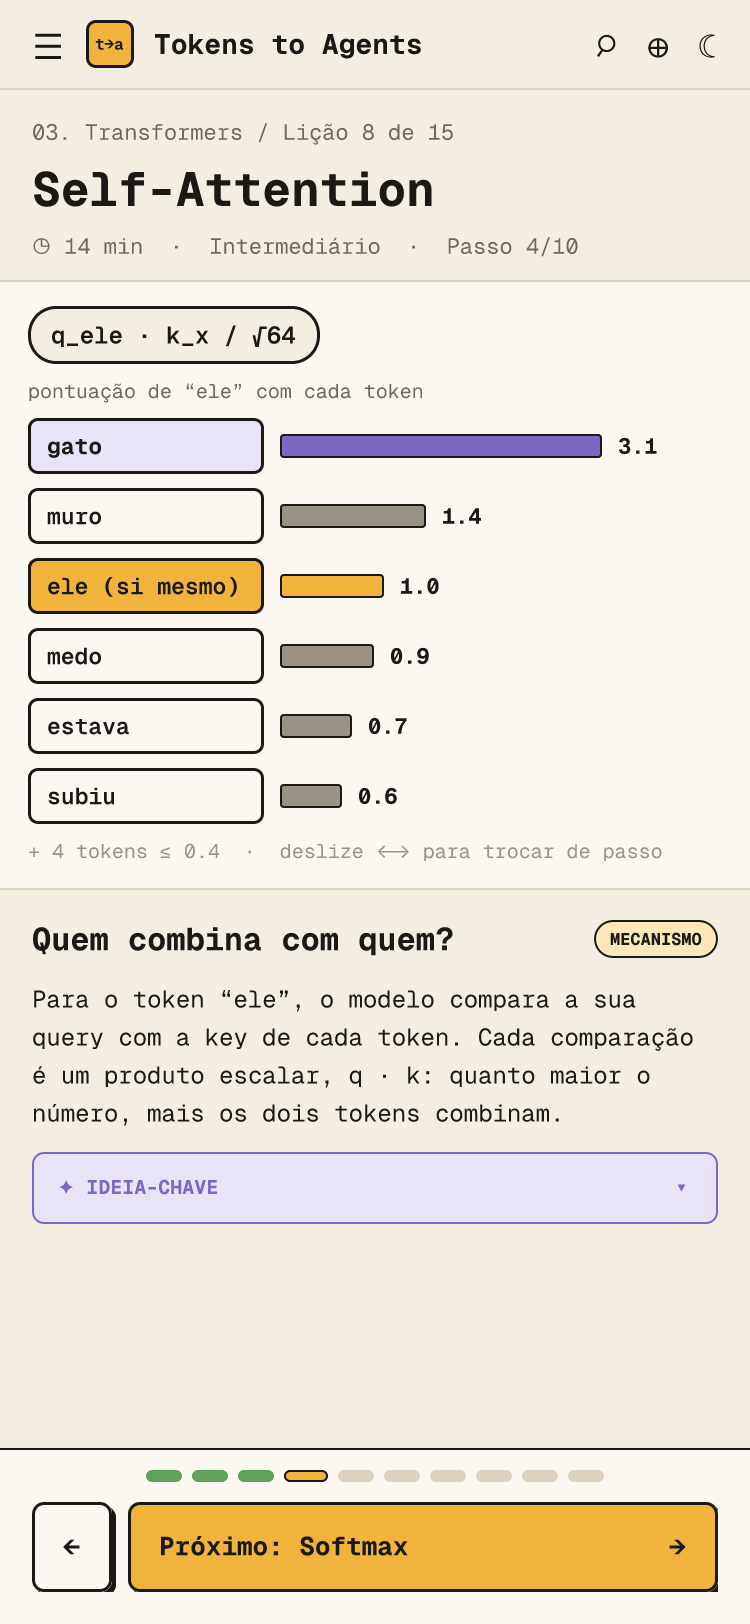 ☰ t→a Tokens to Agents
03. Transformers / Lição 8 de 15
Self-Attention
14 min · Intermediário · Passo 4/10
q_ele · k_x / √64
pontuação de “ele” com cada token
gato 3.1
muro 1.4
ele (si mesmo) 1.0
medo 0.9
estava 0.7
subiu 0.6
+ 4 tokens ≤ 0.4 · deslize ⟷ para trocar de passo
Quem combina com quem? MECANISMO
Para o token “ele”, o modelo compara a sua
query com a key de cada token. Cada comparação
é um produto escalar, q · k: quanto maior o
número, mais os dois tokens combinam.
✦ IDEIA-CHAVE ▾
← Próximo: Softmax →